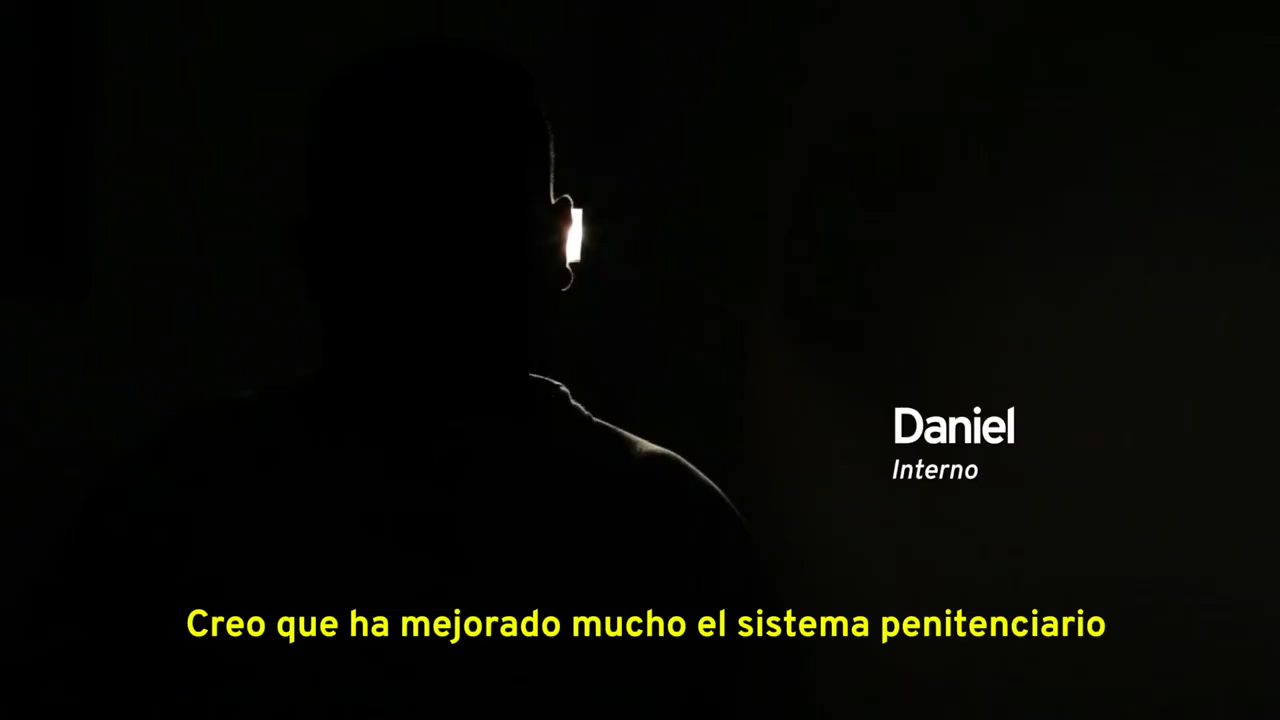 Daniel
Interno
Creo que ha mejorado mucho el sistema penitenciario